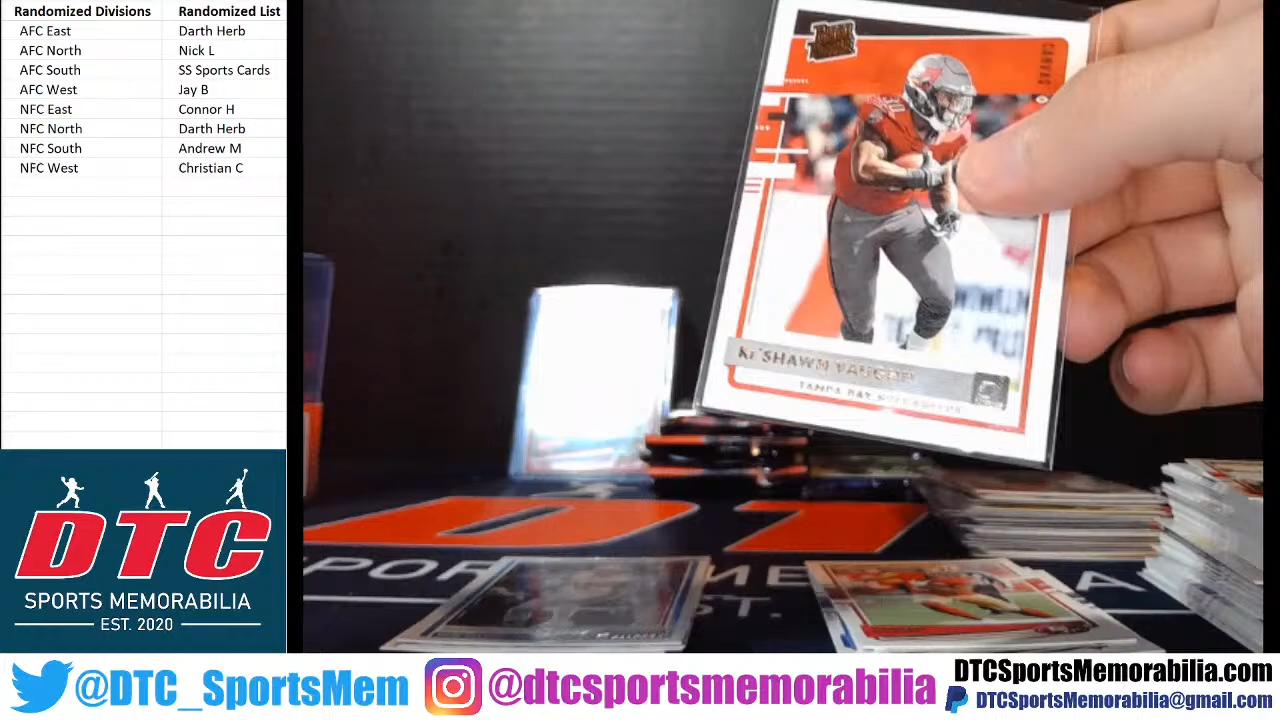 Randomized Divisions Randomized List
AFC East Darth Herb
AFC North Nick L
AFC South SS Sports Cards
AFC West Jay B
NFC East Connor H
NFC North Darth Herb
NFC South Andrew M
NFC West Christian C
CANVAS
KE'SHAWN VAUGHN
TAMPA BAY BUCCANEERS
DTC
SPORTS MEMORABILIA
EST. 2020
@DTC_SportsMem
@dtcsportsmemorabilia
DTCSportsMemorabilia.com
DTCSportsMemorabilia@gmail.com